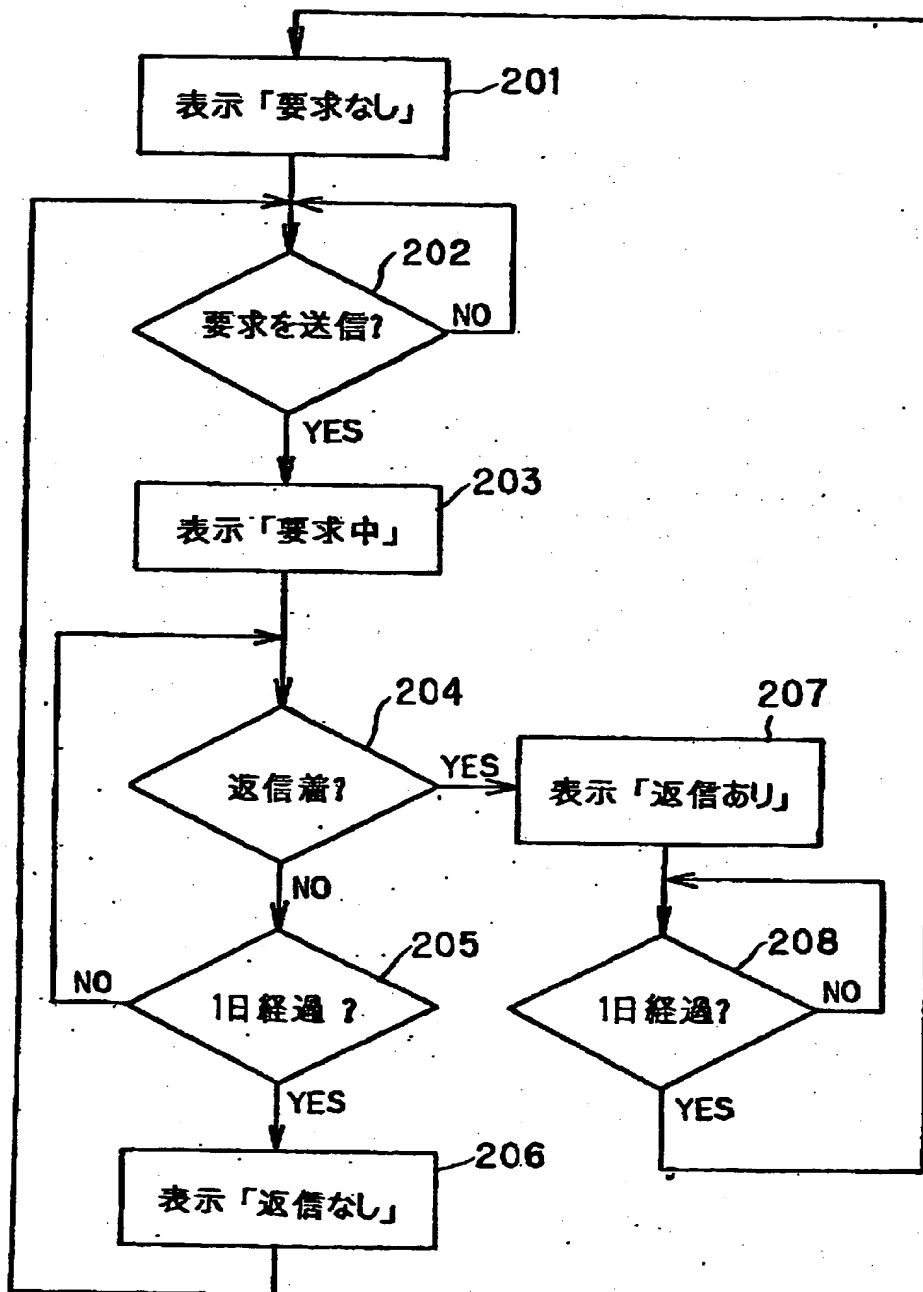 201
表示「要求なし」
202
要求を送信?
NO
YES
203
表示「要求中」
204
返信着?
YES
NO
207
表示「返信あり」
205
1日経過 ?
NO
YES
208
1日経過?
NO
YES
206
表示「返信なし」